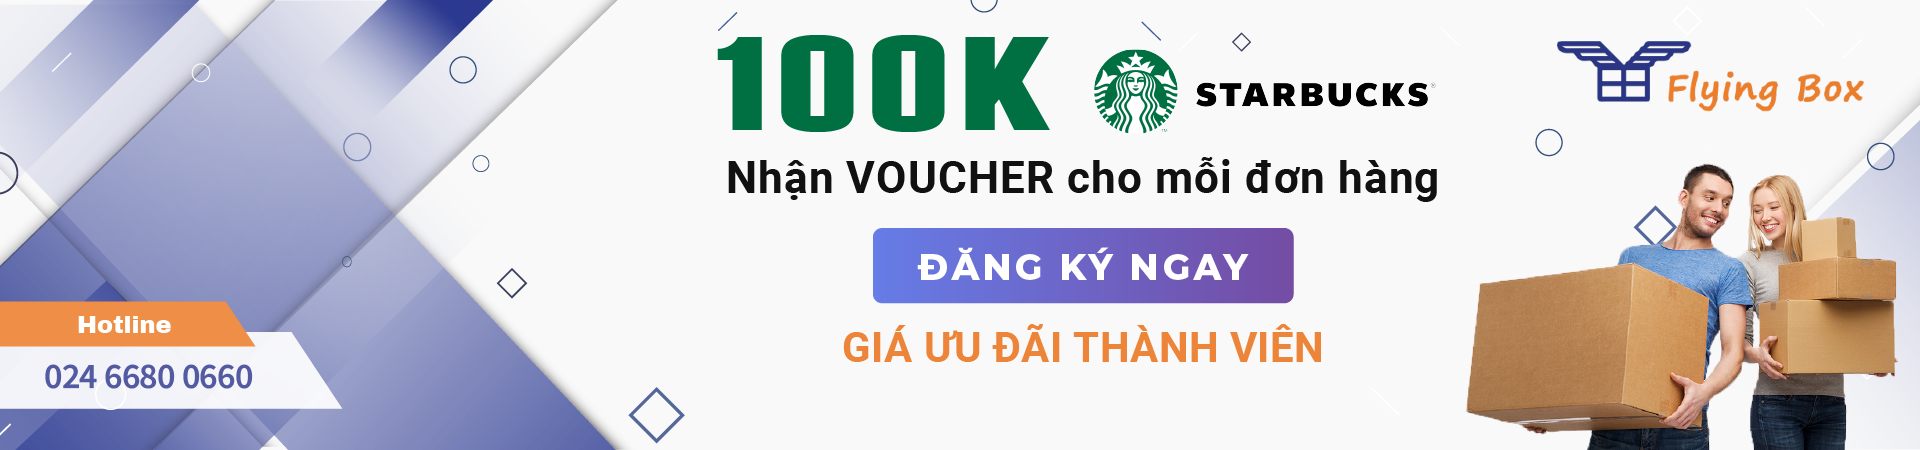 100K STARBUCKS®
Flying Box
Nhận VOUCHER cho mỗi đơn hàng
ĐĂNG KÝ NGAY
GIÁ ƯU ĐÃI THÀNH VIÊN
Hotline
024 6680 0660